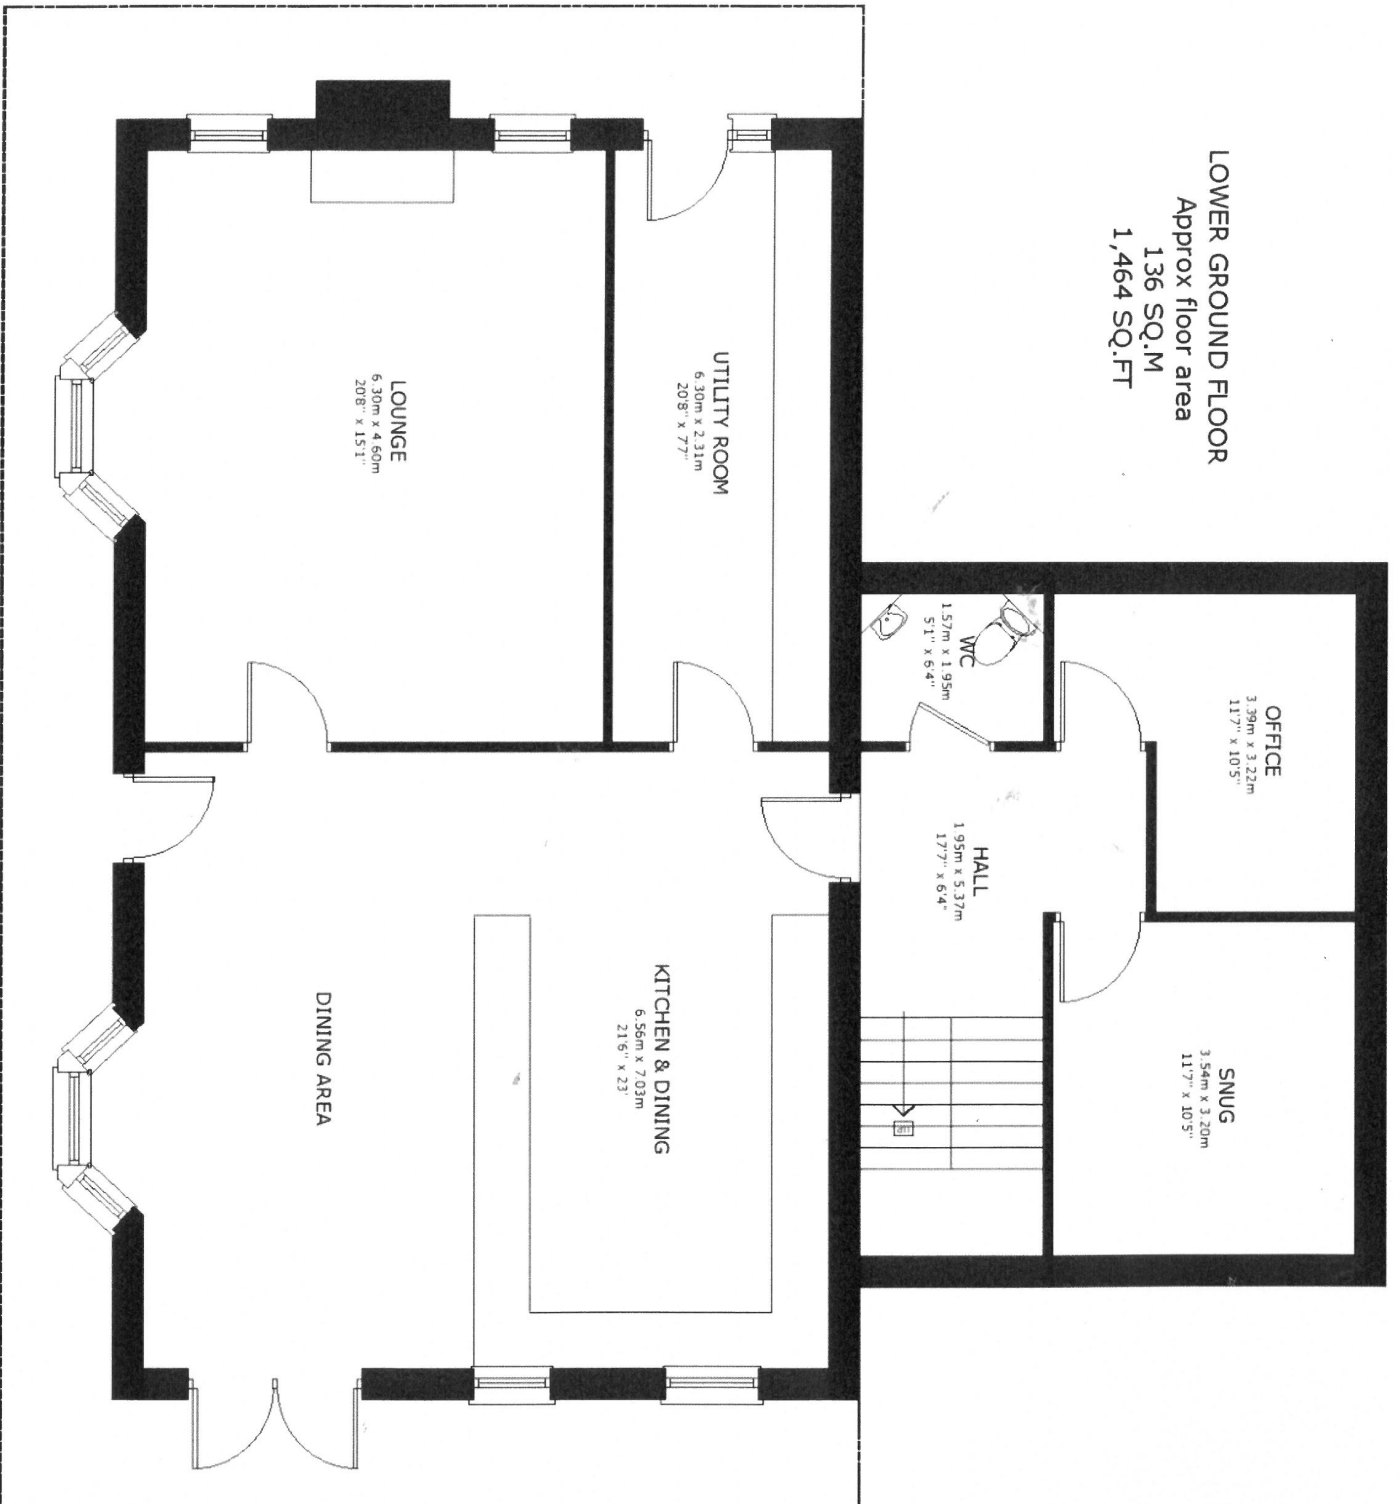 LOWER GROUND FLOOR
Approx floor area
136 SQ.M
1,464 SQ.FT
OFFICE
3.39m x 3.22m
11'7" x 10'5"
SNUG
3.54m x 3.20m
11'7" x 10'5"
WC
1.57m x 1.95m
5'1" x 6'4"
HALL
1.95m x 5.37m
17'7" x 6'4"
UTILITY ROOM
6.30m x 2.31m
20'8" x 7'7"
KITCHEN & DINING
6.56m x 7.03m
21'6" x 23'
LOUNGE
6.30m x 4.60m
20'8" x 15'1"
DINING AREA